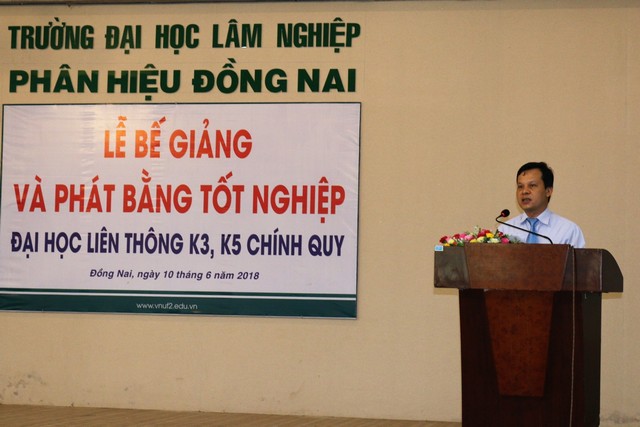 TRƯỜNG ĐẠI HỌC LÂM NGHIỆP
PHÂN HIỆU ĐỒNG NAI
LỄ BẾ GIẢNG
VÀ PHÁT BẰNG TỐT NGHIỆP
ĐẠI HỌC LIÊN THÔNG K3, K5 CHÍNH QUY
Đồng Nai, ngày 10 tháng 6 năm 2018
www.vnuf2.edu.vn